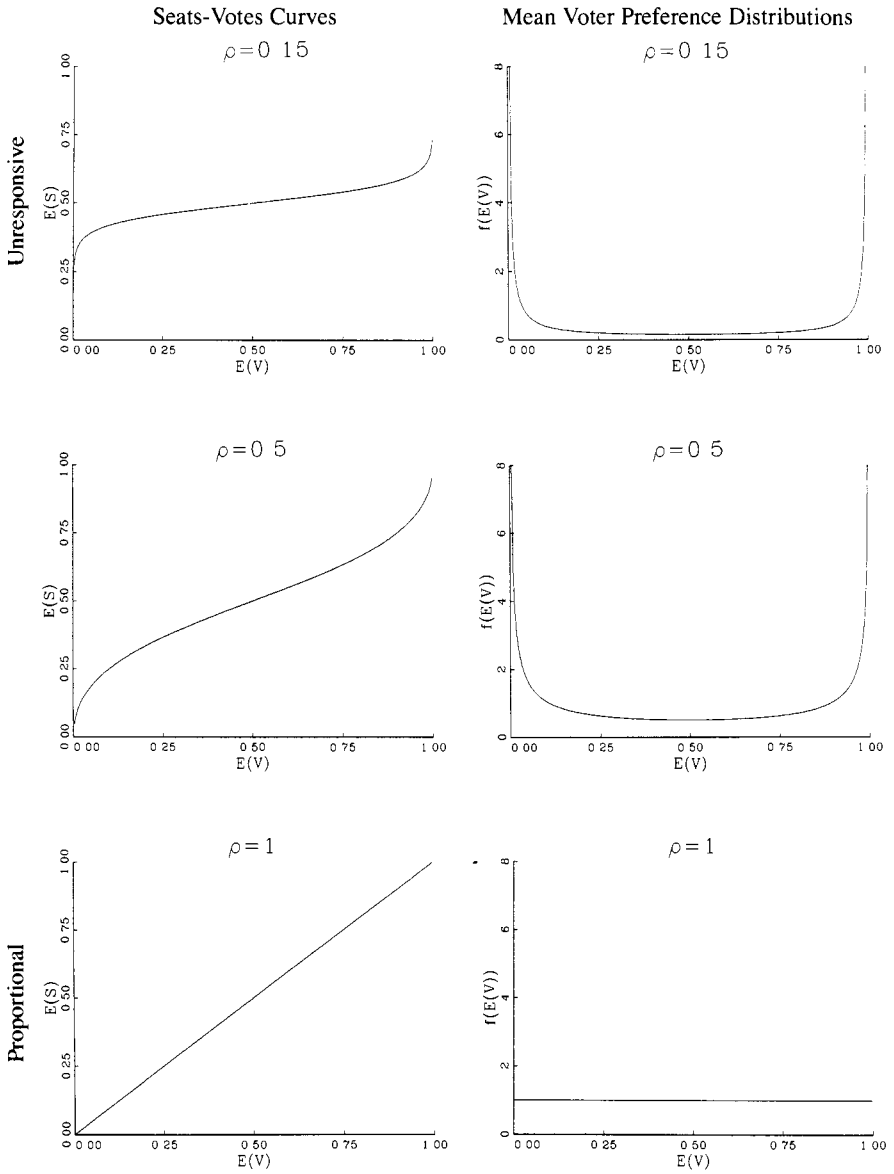 Seats-Votes Curves
Mean Voter Preference Distributions
Unresponsive
ρ=0 15
E(S)
1 00
0 75
0 50
0 25
0 00
0 00 0 25 0 50 0 75 1 00
E(V)
ρ=0 15
f(E(V))
8
6
4
2
0
0 00 0 25 0 50 0 75 1 00
E(V)
ρ=0 5
E(S)
1 00
0 75
0 50
0 25
0 00
0 00 0 25 0 50 0 75 1 00
E(V)
ρ=0 5
f(E(V))
8
6
4
2
0
0 00 0 25 0 50 0 75 1 00
E(V)
Proportional
ρ=1
E(S)
1 00
0 75
0 50
0 25
0 00
0 00 0 25 0 50 0 75 1 00
E(V)
ρ=1
f(E(V))
8
6
4
2
0
0 00 0 25 0 50 0 75 1 00
E(V)